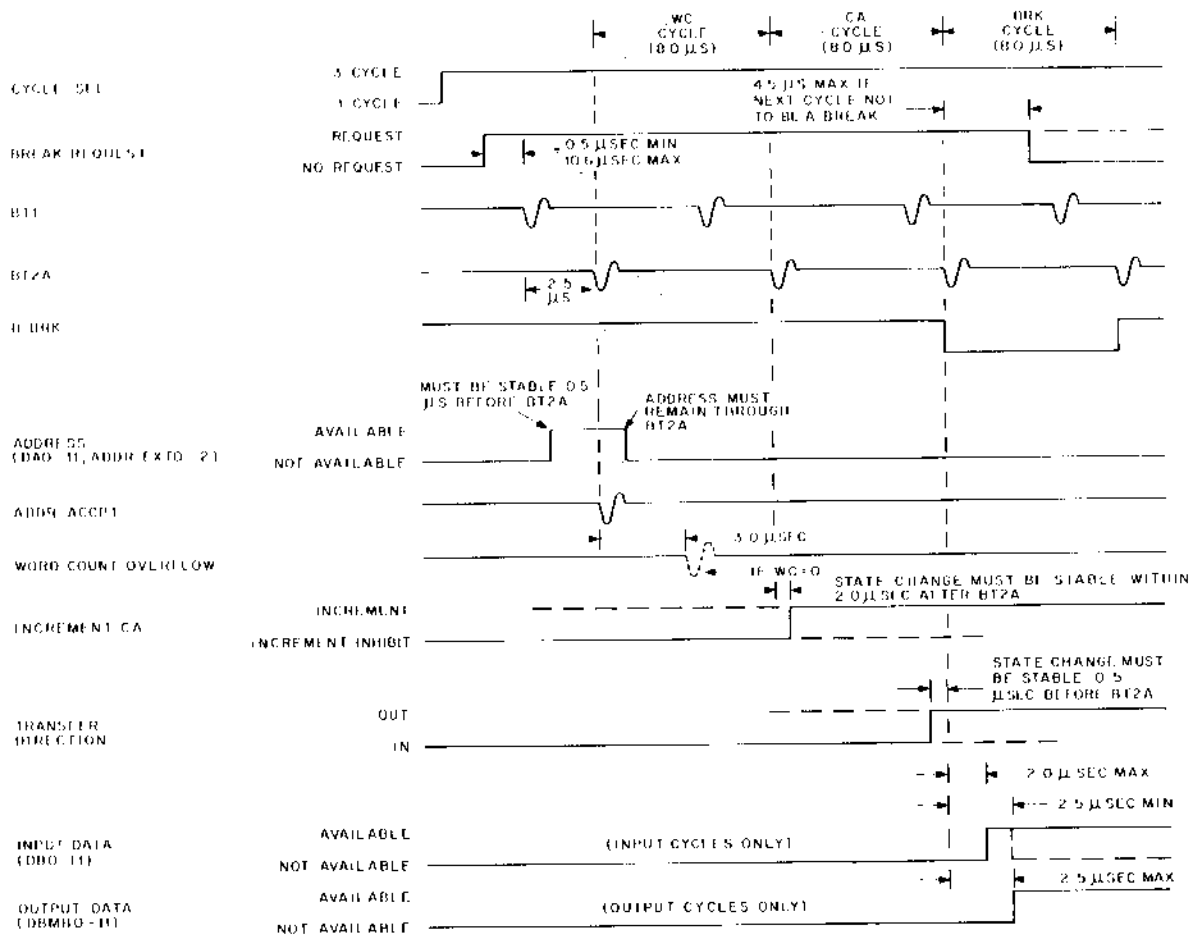 WC
CYCLE
(8.0 µS)
CA
CYCLE
(8.0 µS)
BRK
CYCLE
(8.0 µS)
CYCLE SEL
3 CYCLE
1 CYCLE
4.5 µS MAX IF
NEXT CYCLE NOT
TO BE A BREAK
BREAK REQUEST
REQUEST
NO REQUEST
0.5 µSEC MIN
10.6 µSEC MAX
BT1
BT2A
2.5
µS
B BRK
MUST BE STABLE 0.5
µS BEFORE BT2A
ADDRESS MUST
REMAIN THROUGH
BT2A
ADDRESS
(DA0-11, ADDR EXT0-2)
AVAILABLE
NOT AVAILABLE
ADDR ACCPT
3.0 µSEC
WORD COUNT OVERFLOW
IF WC=0
STATE CHANGE MUST BE STABLE WITHIN
2.0 µSEC AFTER BT2A
INCREMENT CA
INCREMENT
INCREMENT INHIBIT
STATE CHANGE MUST
BE STABLE 0.5
µSEC BEFORE BT2A
TRANSFER
DIRECTION
OUT
IN
2.0 µSEC MAX
2.5 µSEC MIN
INPUT DATA
(DB0-11)
AVAILABLE
NOT AVAILABLE
(INPUT CYCLES ONLY)
2.5 µSEC MAX
OUTPUT DATA
(DBMB0-11)
AVAILABLE
NOT AVAILABLE
(OUTPUT CYCLES ONLY)